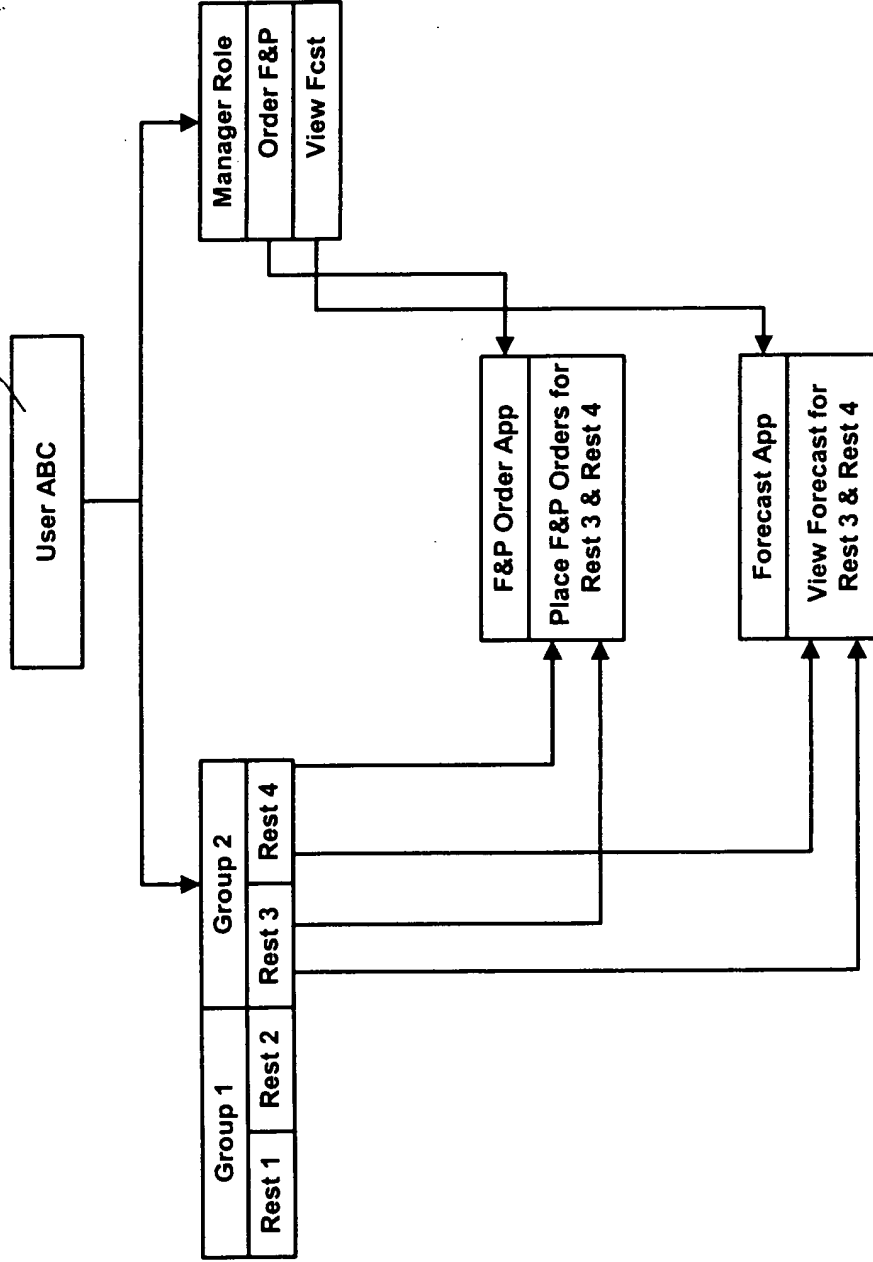 User ABC
Group 1
Group 2
Rest 1
Rest 2
Rest 3
Rest 4
Manager Role
Order F&P
View Fcst
F&P Order App
Place F&P Orders for
Rest 3 & Rest 4
Forecast App
View Forecast for
Rest 3 & Rest 4